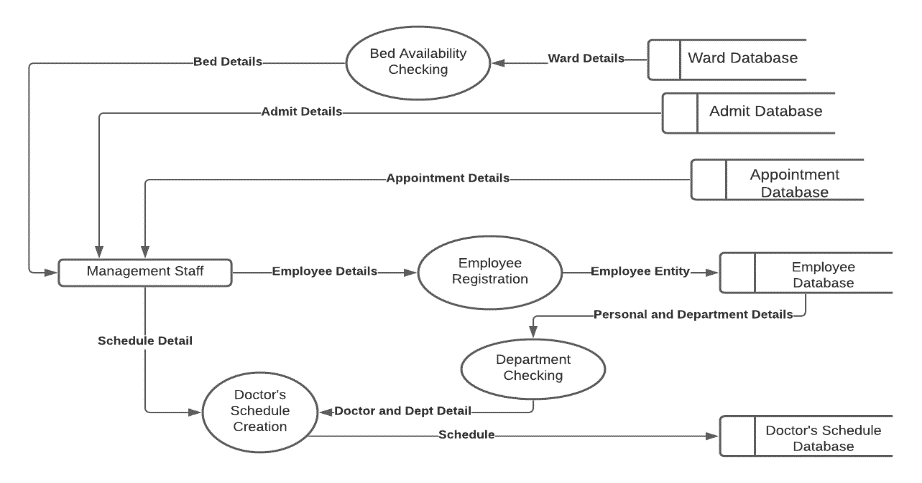 Bed Availability
Checking
Bed Details
Ward Details
Ward Database
Admit Details
Admit Database
Appointment Details
Appointment
Database
Management Staff
Employee Details
Employee
Registration
Employee Entity
Employee
Database
Personal and Department Details
Schedule Detail
Department
Checking
Doctor's
Schedule
Creation
Doctor and Dept Detail
Schedule
Doctor's Schedule
Database